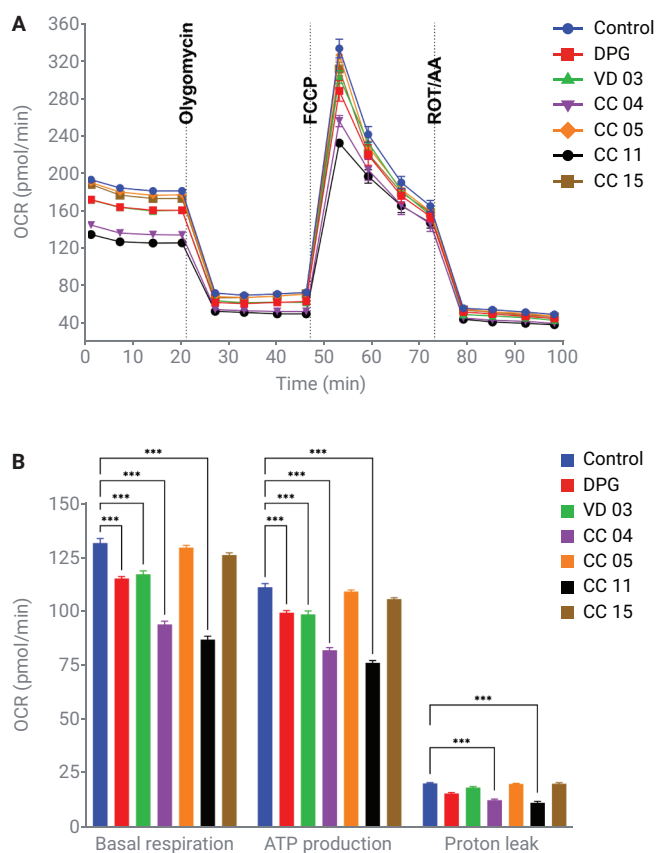 A
360
320
280
240
200
160
120
80
40
OCR (pmol/min)
Olygomycin
FCCP
ROT/AA
0 10 20 30 40 50 60 70 80 90 100
Time (min)
Control
DPG
VD 03
CC 04
CC 05
CC 11
CC 15
B
150
125
100
75
50
25
0
OCR (pmol/min)
***
***
***
***
***
***
***
***
***
***
Basal respiration ATP production Proton leak
Control
DPG
VD 03
CC 04
CC 05
CC 11
CC 15